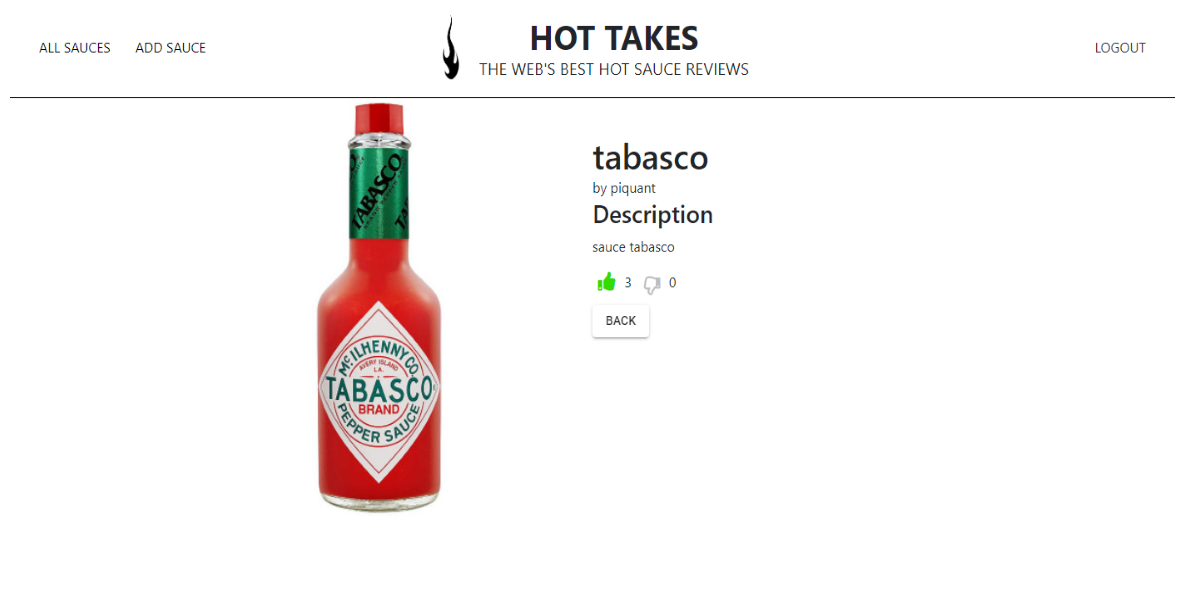 ALL SAUCES
ADD SAUCE
HOT TAKES
THE WEB'S BEST HOT SAUCE REVIEWS
LOGOUT
TABASCO
McILHENNY CO.
AVERY ISLAND
LA.
TABASCO
BRAND
PEPPER SAUCE
tabasco
by piquant
Description
sauce tabasco
3
0
BACK